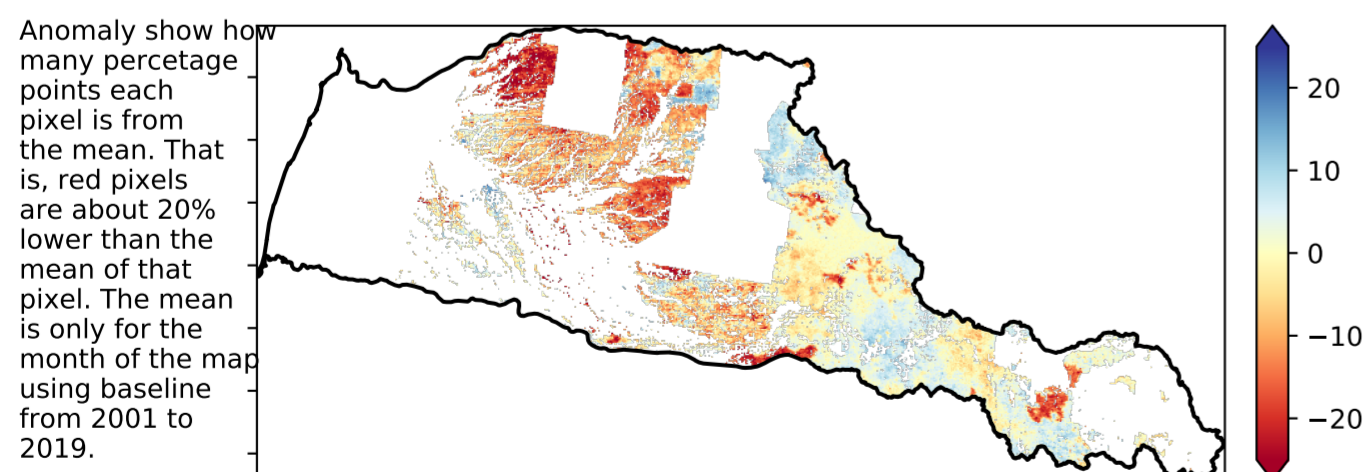 Anomaly show how
many percetage
points each
pixel is from
the mean. That
is, red pixels
are about 20%
lower than the
mean of that
pixel. The mean
is only for the
month of the map
using baseline
from 2001 to
2019.
20
10
0
−10
−20